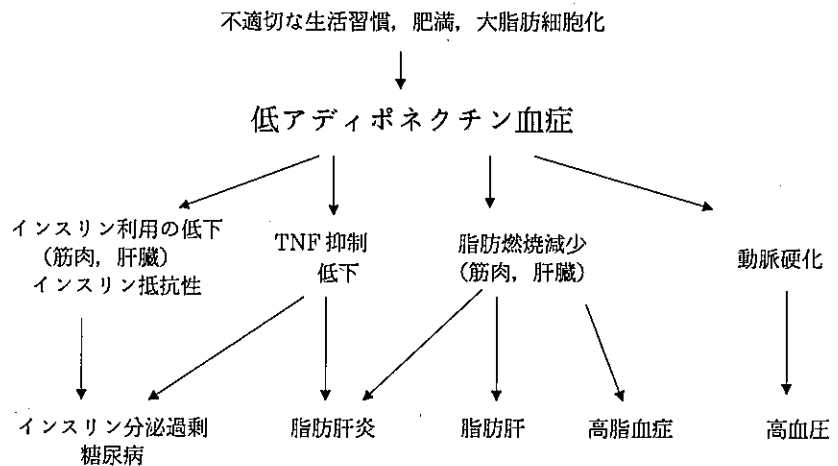 不適切な生活習慣, 肥満, 大脂肪細胞化
低アディポネクチン血症
インスリン利用の低下
(筋肉, 肝臓)
インスリン抵抗性
TNF 抑制
低下
脂肪燃焼減少
(筋肉, 肝臓)
動脈硬化
インスリン分泌過剰
糖尿病
脂肪肝炎
脂肪肝
高脂血症
高血圧